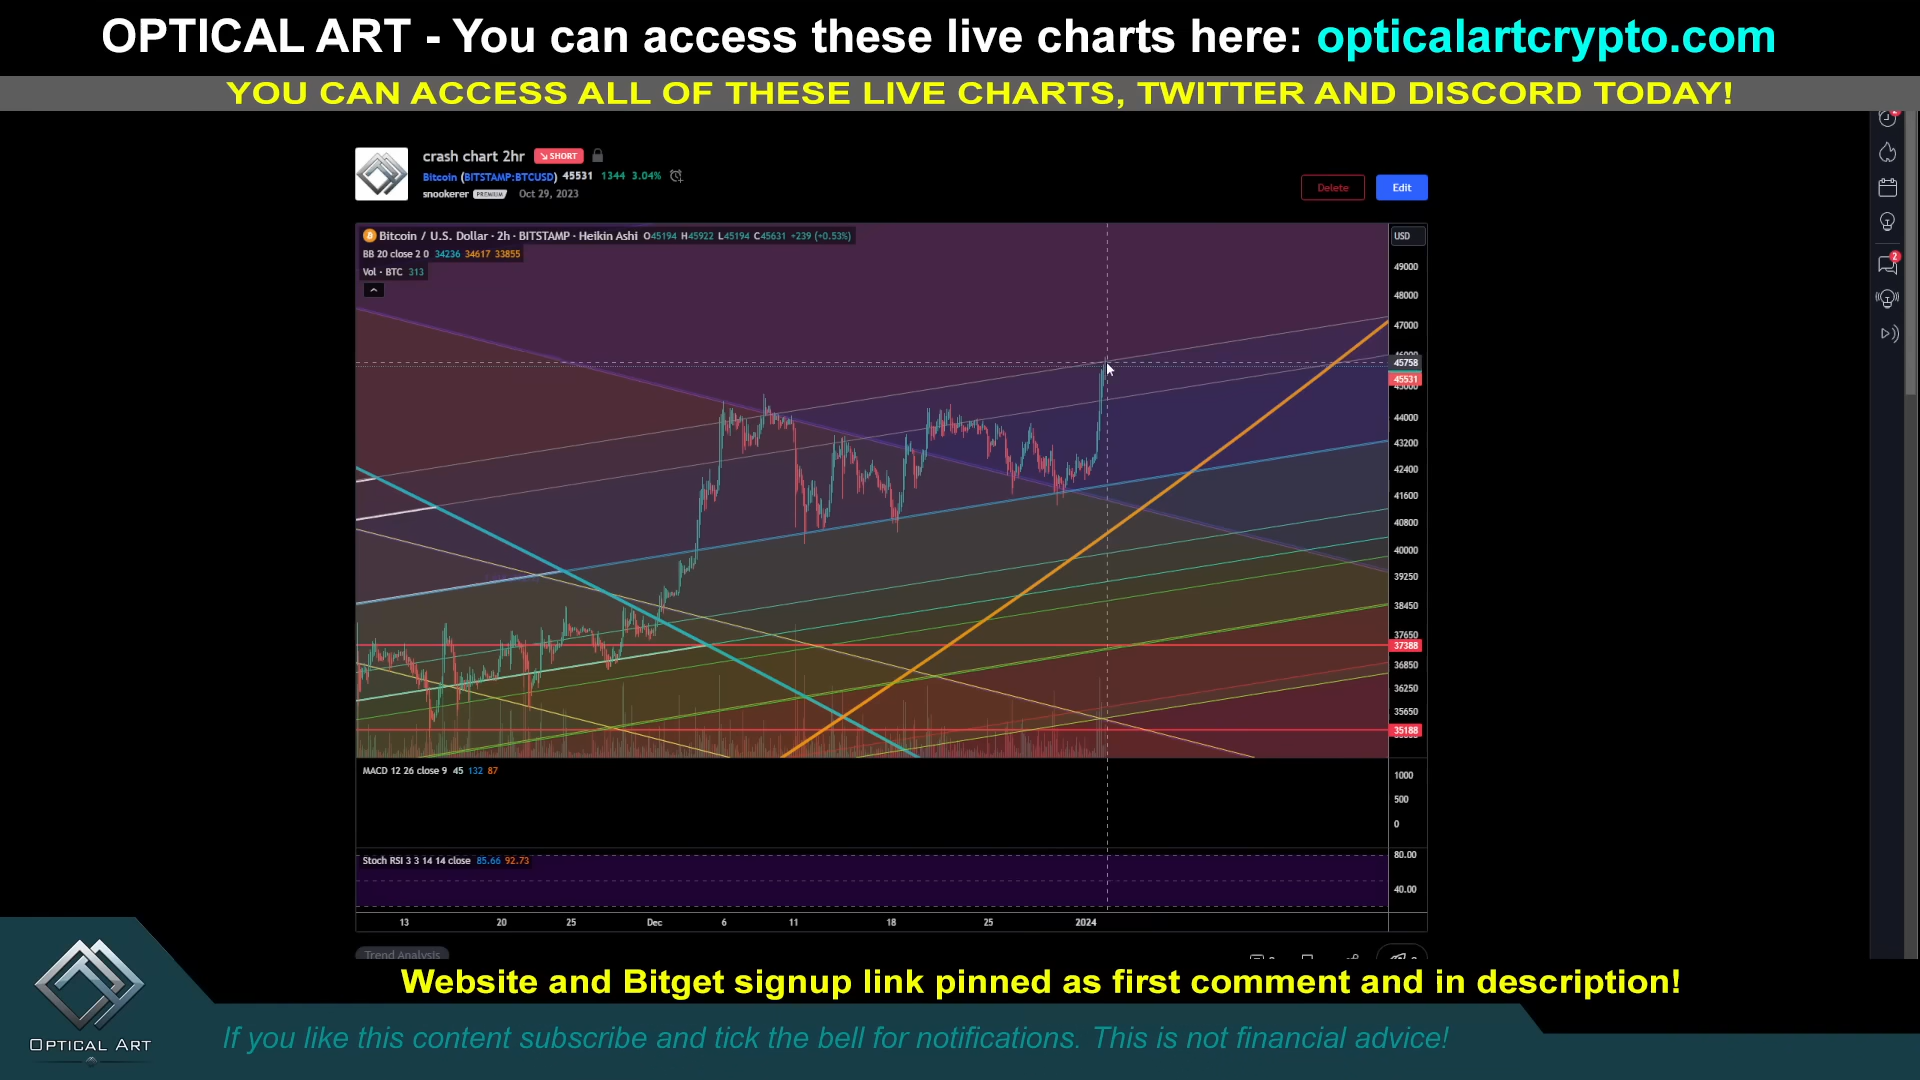 OPTICAL ART - You can access these live charts here: opticalartcrypto.com
YOU CAN ACCESS ALL OF THESE LIVE CHARTS, TWITTER AND DISCORD TODAY!
crash chart 2hr SHORT
Bitcoin (BITSTAMP:BTCUSD) 45531 1344 3.04%
snookerer PREMIUM Oct 29, 2023
Delete
Edit
Bitcoin / U.S. Dollar · 2h · BITSTAMP · Heikin Ashi O45194 H45922 L45194 C45631 +239 (+0.53%)
BB 20 close 2 0 34236 34617 33855
Vol · BTC 313
USD
49000
48000
47000
46000
45758
45531
45000
44000
43200
42400
41600
40800
40000
39250
38450
37650
37388
36850
36250
35650
35188
MACD 12 26 close 9 45 132 87
1000
500
0
Stoch RSI 3 3 14 14 close 85.66 92.73
80.00
40.00
13 20 25 Dec 6 11 18 25 2024
2
Trend Analysis
Website and Bitget signup link pinned as first comment and in description!
If you like this content subscribe and tick the bell for notifications. This is not financial advice!
OPTICAL ART